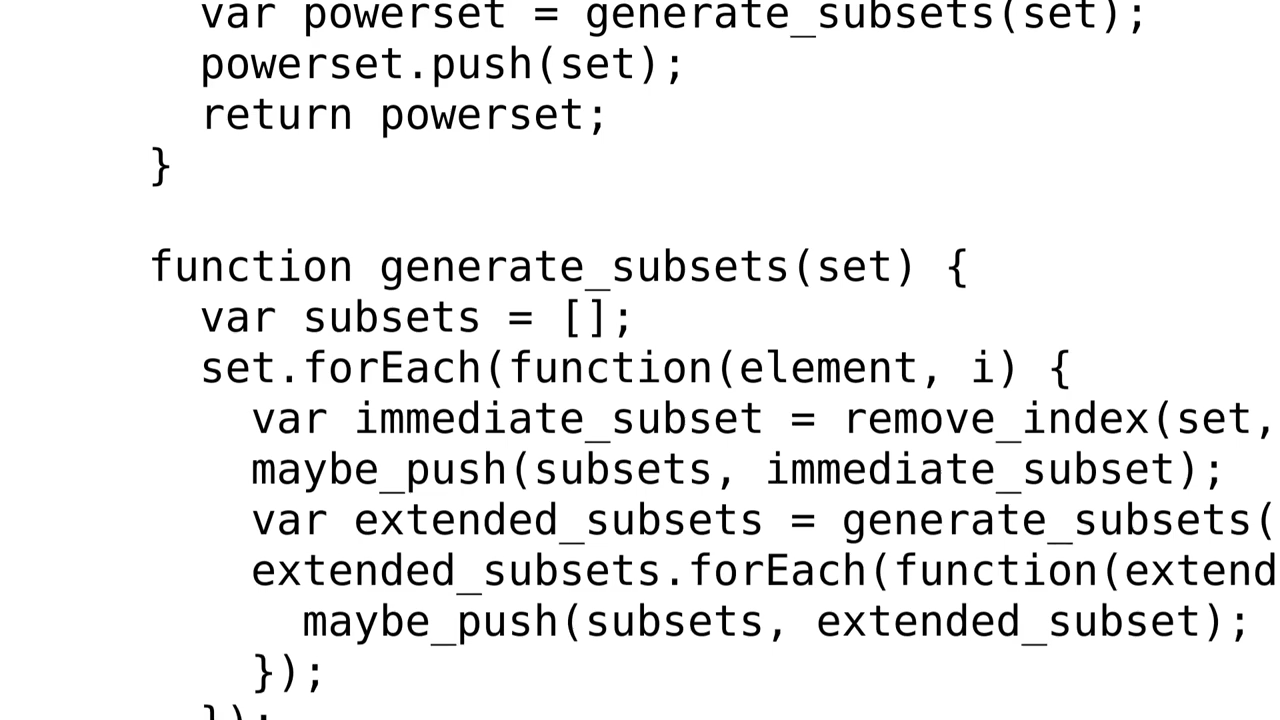 var powerset = generate_subsets(set);
powerset.push(set);
return powerset;
}
function generate_subsets(set) {
var subsets = [];
set.forEach(function(element, i) {
var immediate_subset = remove_index(set,
maybe_push(subsets, immediate_subset);
var extended_subsets = generate_subsets(
extended_subsets.forEach(function(extend
maybe_push(subsets, extended_subset);
});
});